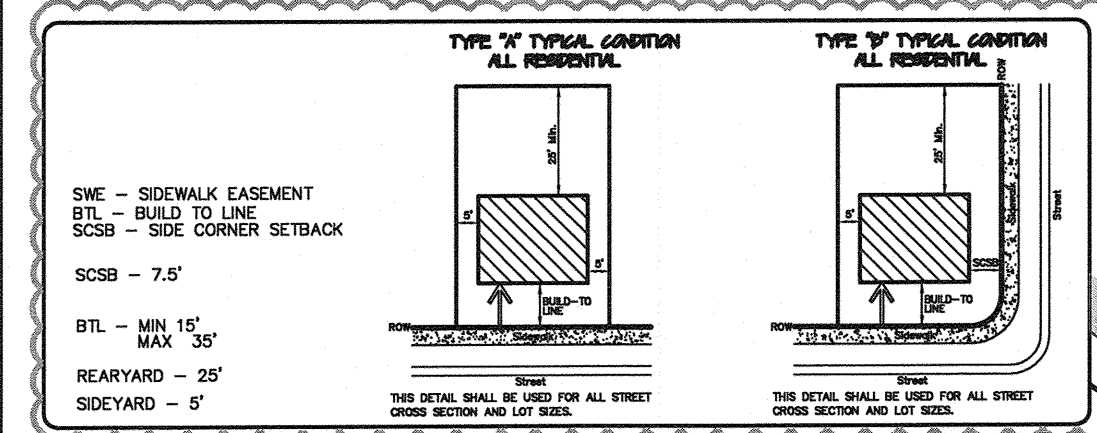 SWE – SIDEWALK EASEMENT
BTL – BUILD TO LINE
SCSB – SIDE CORNER SETBACK
SCSB – 7.5'
BTL – MIN 15'
MAX 35'
REARYARD – 25'
SIDEYARD – 5'
TYPE "A" TYPICAL CONDITION
ALL RESIDENTIAL
25' Min.
5'
5'
BUILD-TO
LINE
ROW
Sidewalk
Street
THIS DETAIL SHALL BE USED FOR ALL STREET
CROSS SECTION AND LOT SIZES.
TYPE "B" TYPICAL CONDITION
ALL RESIDENTIAL
ROW
25' Min.
Sidewalk
Street
5'
SCSB
BUILD-TO
LINE
ROW
Sidewalk
Street
THIS DETAIL SHALL BE USED FOR ALL STREET
CROSS SECTION AND LOT SIZES.